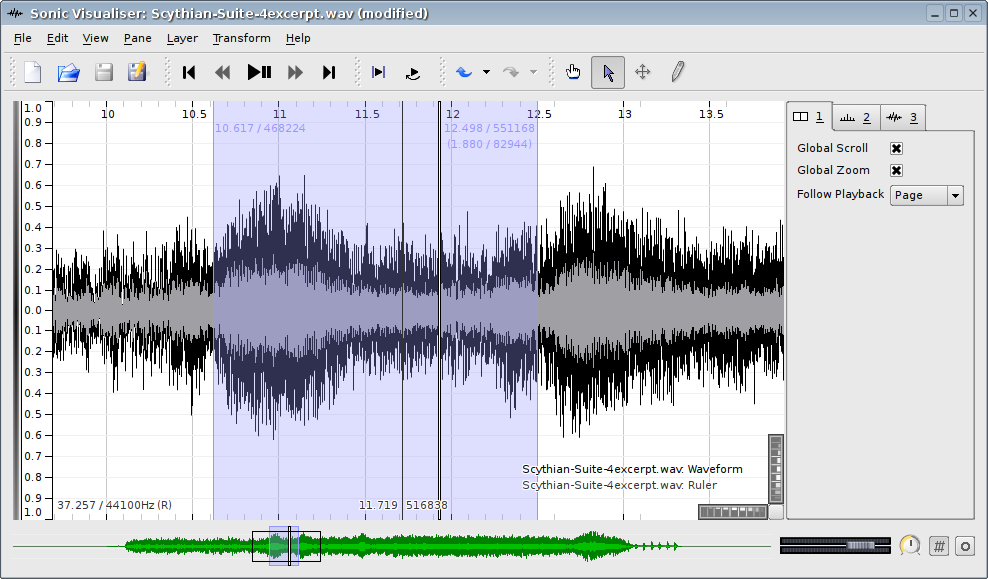 Sonic Visualiser: Scythian-Suite-4excerpt.wav (modified)
File Edit View Pane Layer Transform Help
1.0
0.9
0.8
0.7
0.6
0.5
0.4
0.3
0.2
0.1
0.0
0.1
0.2
0.3
0.4
0.5
0.6
0.7
0.8
0.9
1.0
10 10.5 11 11.5 12 12.5 13 13.5
10.617 / 468224 12.498 / 551168
(1.880 / 82944)
Scythian-Suite-4excerpt.wav: Waveform
Scythian-Suite-4excerpt.wav: Ruler
37.257 / 44100Hz (R) 11.719 516838
1 2 3
Global Scroll
Global Zoom
Follow Playback Page
#